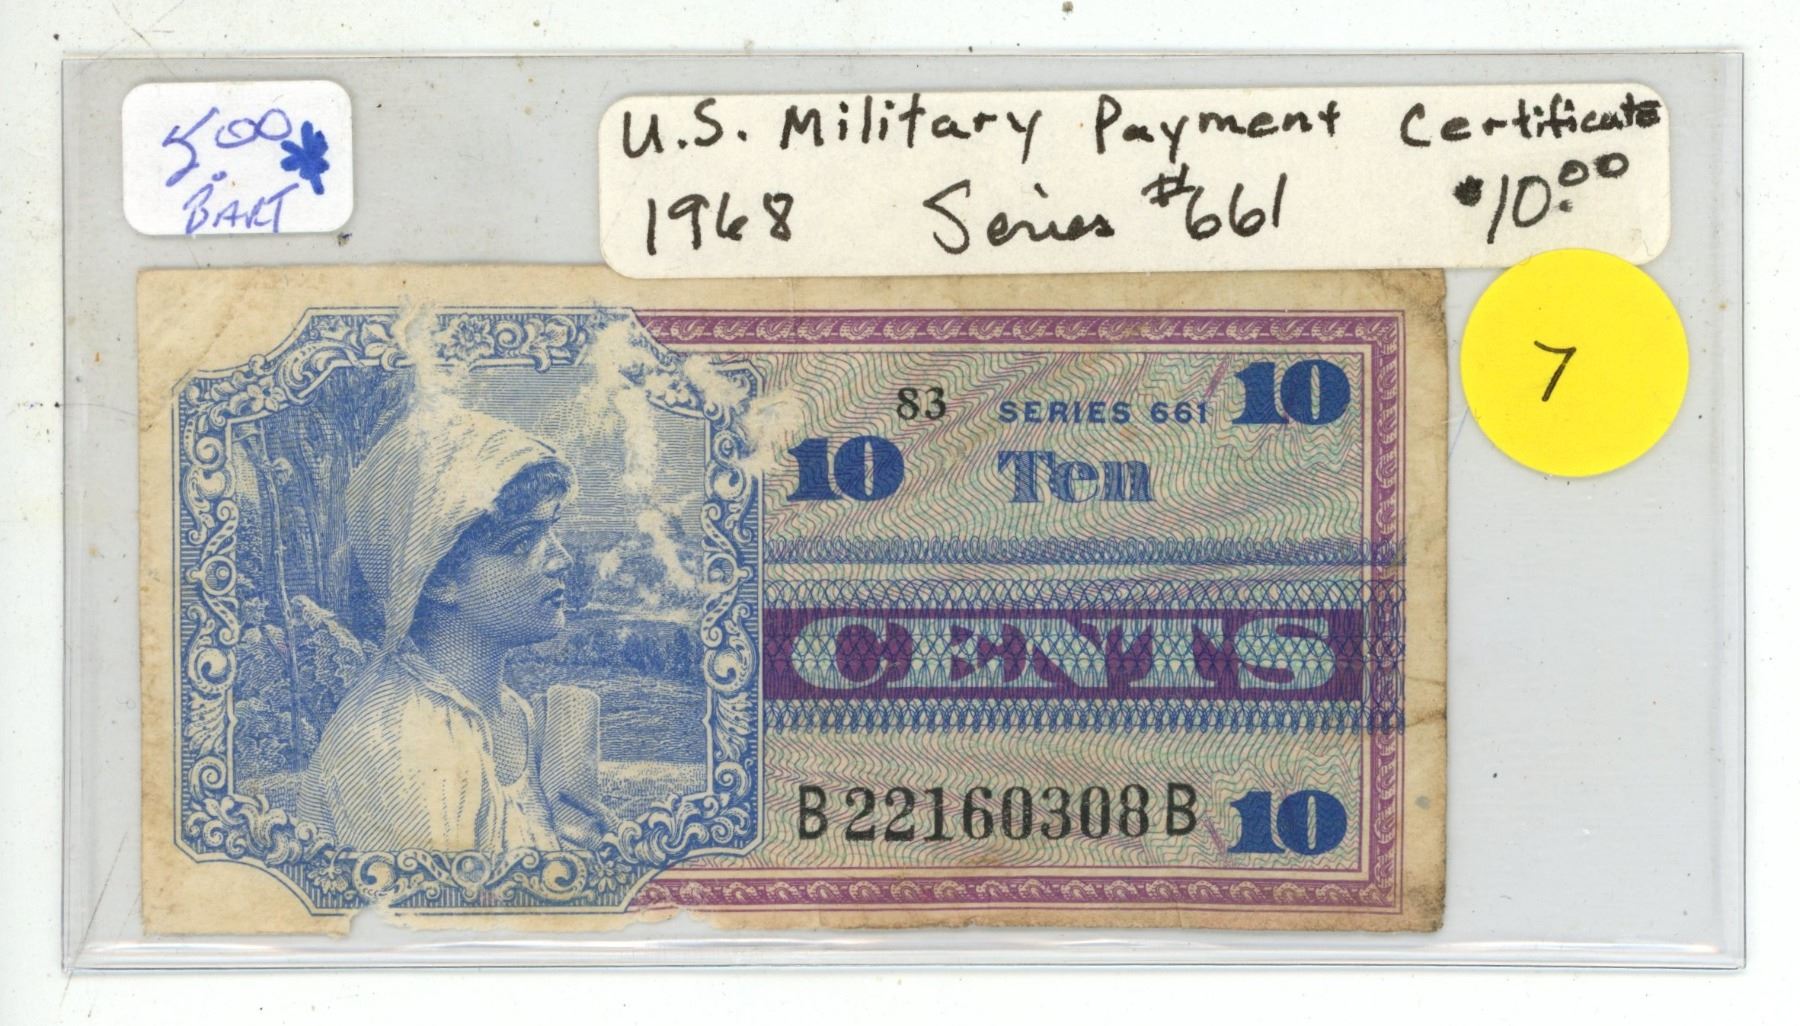 5.00*
BART
U.S. Military Payment Certificate
1968 Series #661 $10.00
7
83 SERIES 661 10
10 Ten
CENTS
B22160308B 10